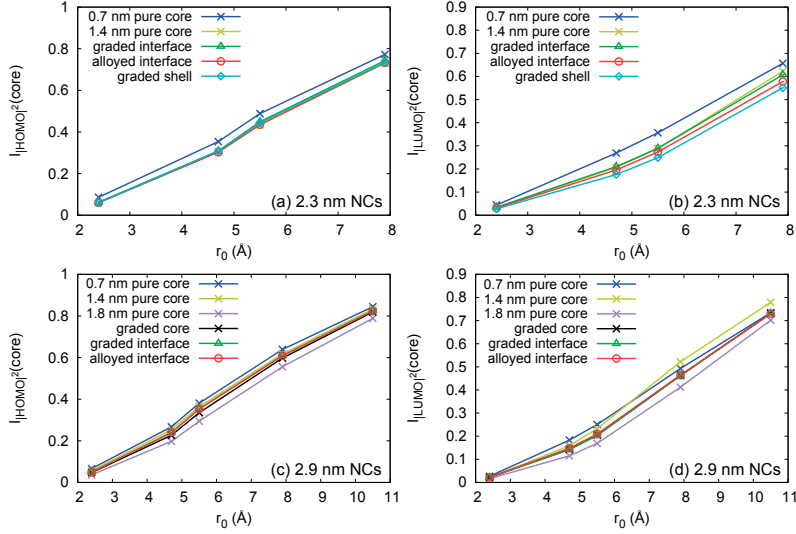 0.7 nm pure core
1.4 nm pure core
graded interface
alloyed interface
graded shell
1
0.8
0.6
0.4
0.2
0
I|HOMO|²(core)
(a) 2.3 nm NCs
2 3 4 5 6 7 8
r₀ (Å)
0.7 nm pure core
1.4 nm pure core
graded interface
alloyed interface
graded shell
0.9
0.8
0.7
0.6
0.5
0.4
0.3
0.2
0.1
0
I|LUMO|²(core)
(b) 2.3 nm NCs
2 3 4 5 6 7 8
r₀ (Å)
0.7 nm pure core
1.4 nm pure core
1.8 nm pure core
graded core
graded interface
alloyed interface
1
0.8
0.6
0.4
0.2
0
I|HOMO|²(core)
(c) 2.9 nm NCs
2 3 4 5 6 7 8 9 10 11
r₀ (Å)
0.7 nm pure core
1.4 nm pure core
1.8 nm pure core
graded core
graded interface
alloyed interface
0.9
0.8
0.7
0.6
0.5
0.4
0.3
0.2
0.1
0
I|LUMO|²(core)
(d) 2.9 nm NCs
2 3 4 5 6 7 8 9 10 11
r₀ (Å)